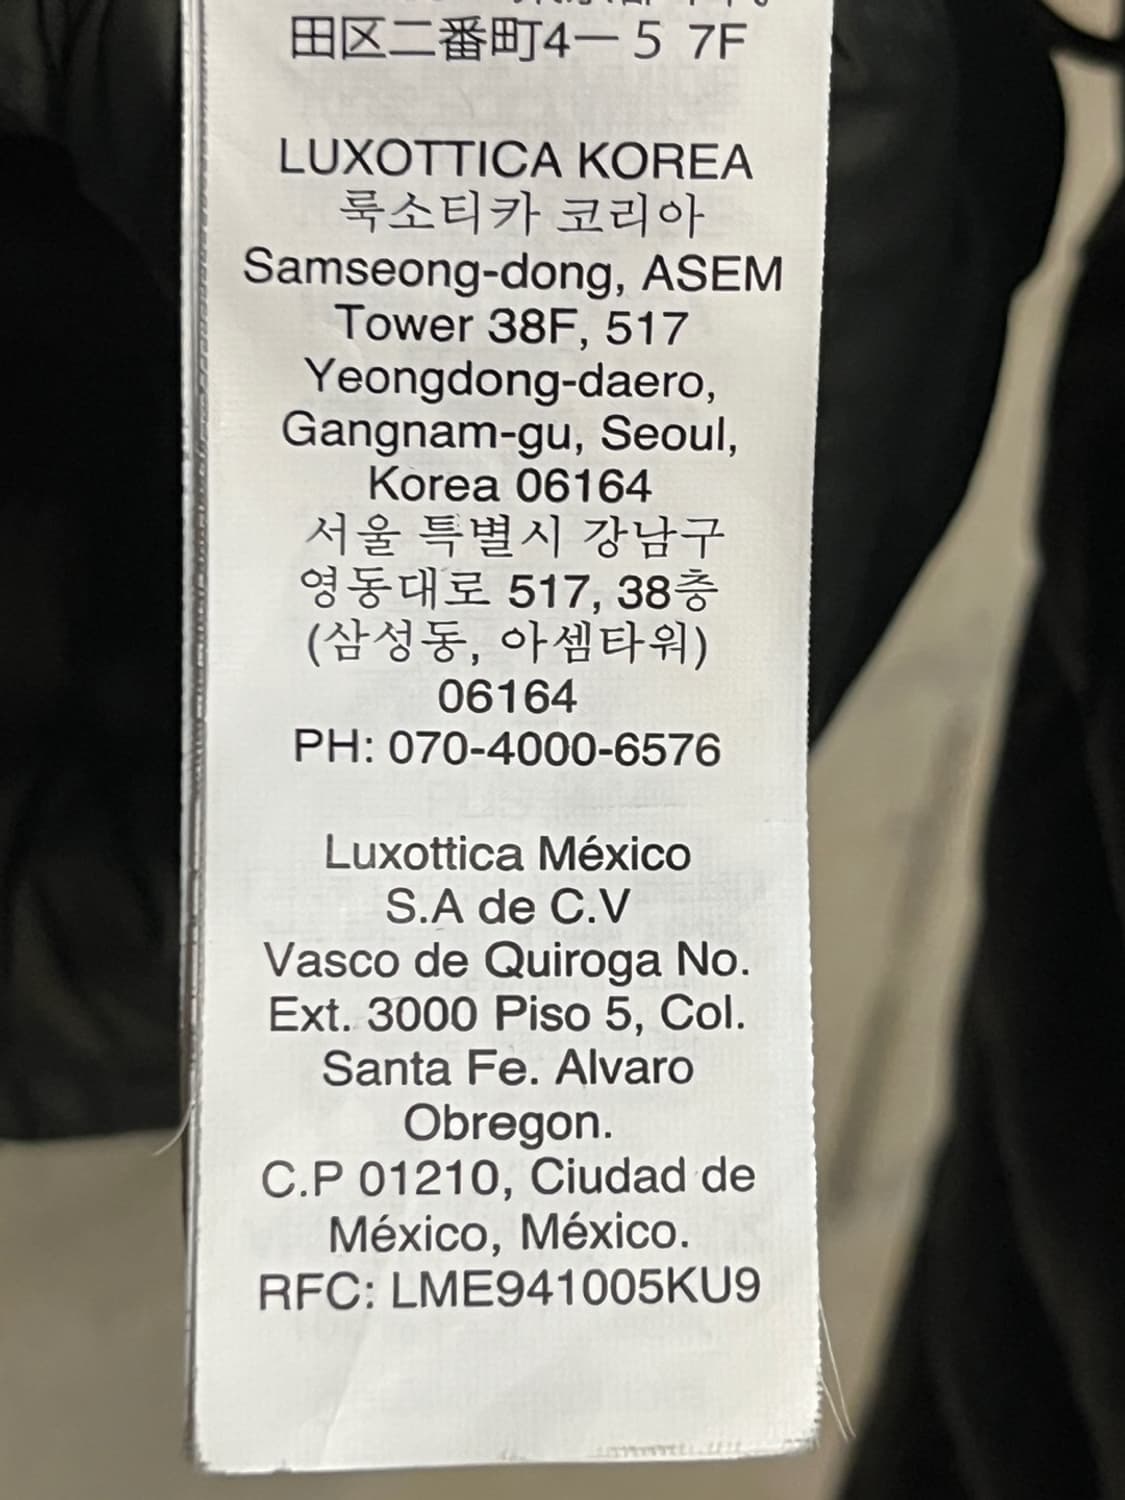 田区二番町4ー5 7F
LUXOTTICA KOREA
룩소티카 코리아
Samseong-dong, ASEM
Tower 38F, 517
Yeongdong-daero,
Gangnam-gu, Seoul,
Korea 06164
서울 특별시 강남구
영동대로 517, 38층
(삼성동, 아셈타워)
06164
PH: 070-4000-6576
Luxottica México
S.A de C.V
Vasco de Quiroga No.
Ext. 3000 Piso 5, Col.
Santa Fe. Alvaro
Obregon.
C.P 01210, Ciudad de
México, México.
RFC: LME941005KU9